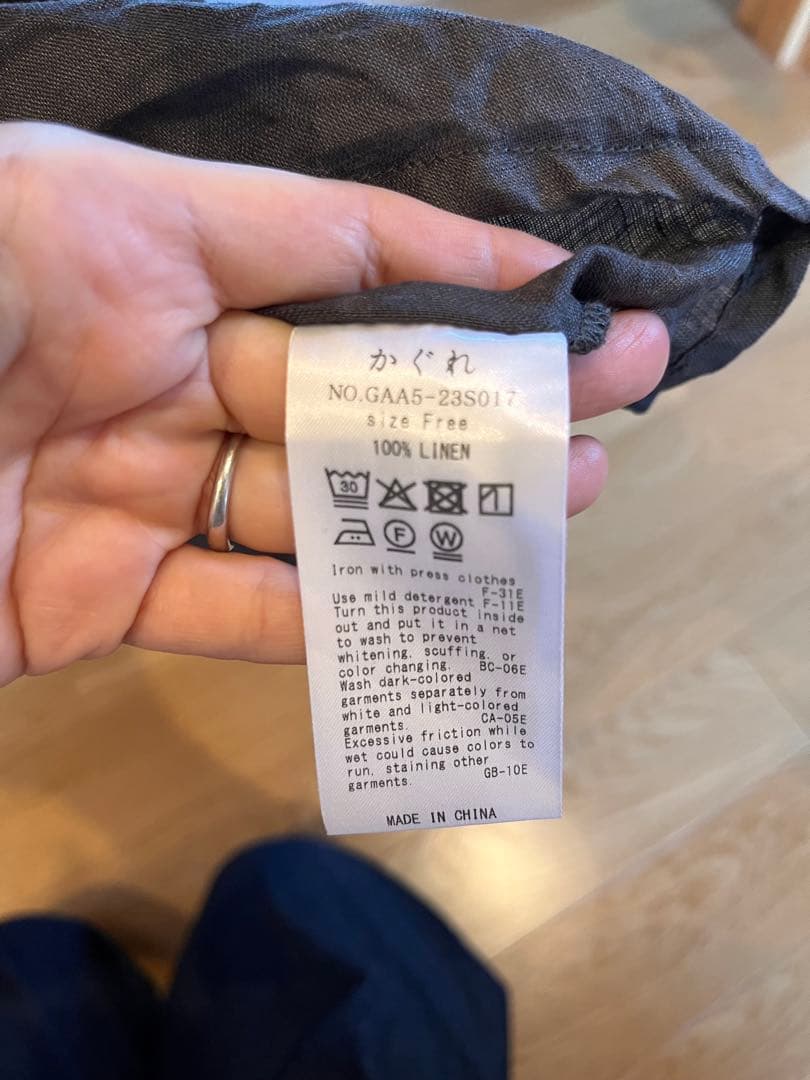 かぐれ
NO.GAA5-23S017
size Free
100% LINEN
30
F W
Iron with press clothes
F-31E
Use mild detergent F-11E
Turn this product inside
out and put it in a net
to wash to prevent
whitening, scuffing, or
color changing. BC-06E
Wash dark-colored
garments separately from
white and light-colored
garments. CA-05E
Excessive friction while
wet could cause colors to
run, staining other
garments. GB-10E
MADE IN CHINA